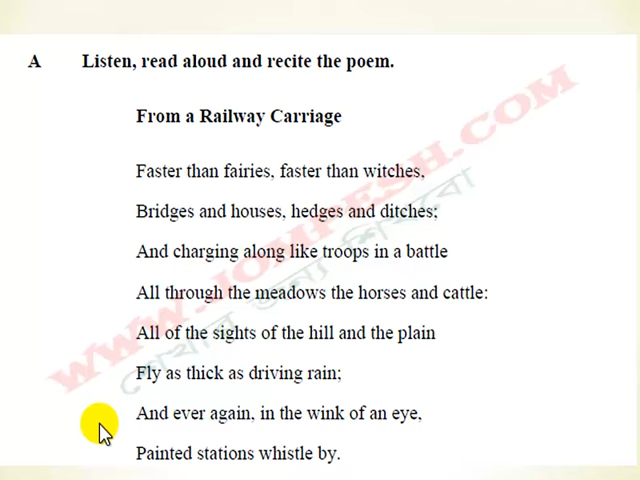 A Listen, read aloud and recite the poem.
From a Railway Carriage
Faster than fairies, faster than witches,
Bridges and houses, hedges and ditches;
And charging along like troops in a battle
All through the meadows the horses and cattle:
All of the sights of the hill and the plain
Fly as thick as driving rain;
And ever again, in the wink of an eye,
Painted stations whistle by.
WWW.JOMPESH.COM
শেখার জন্য